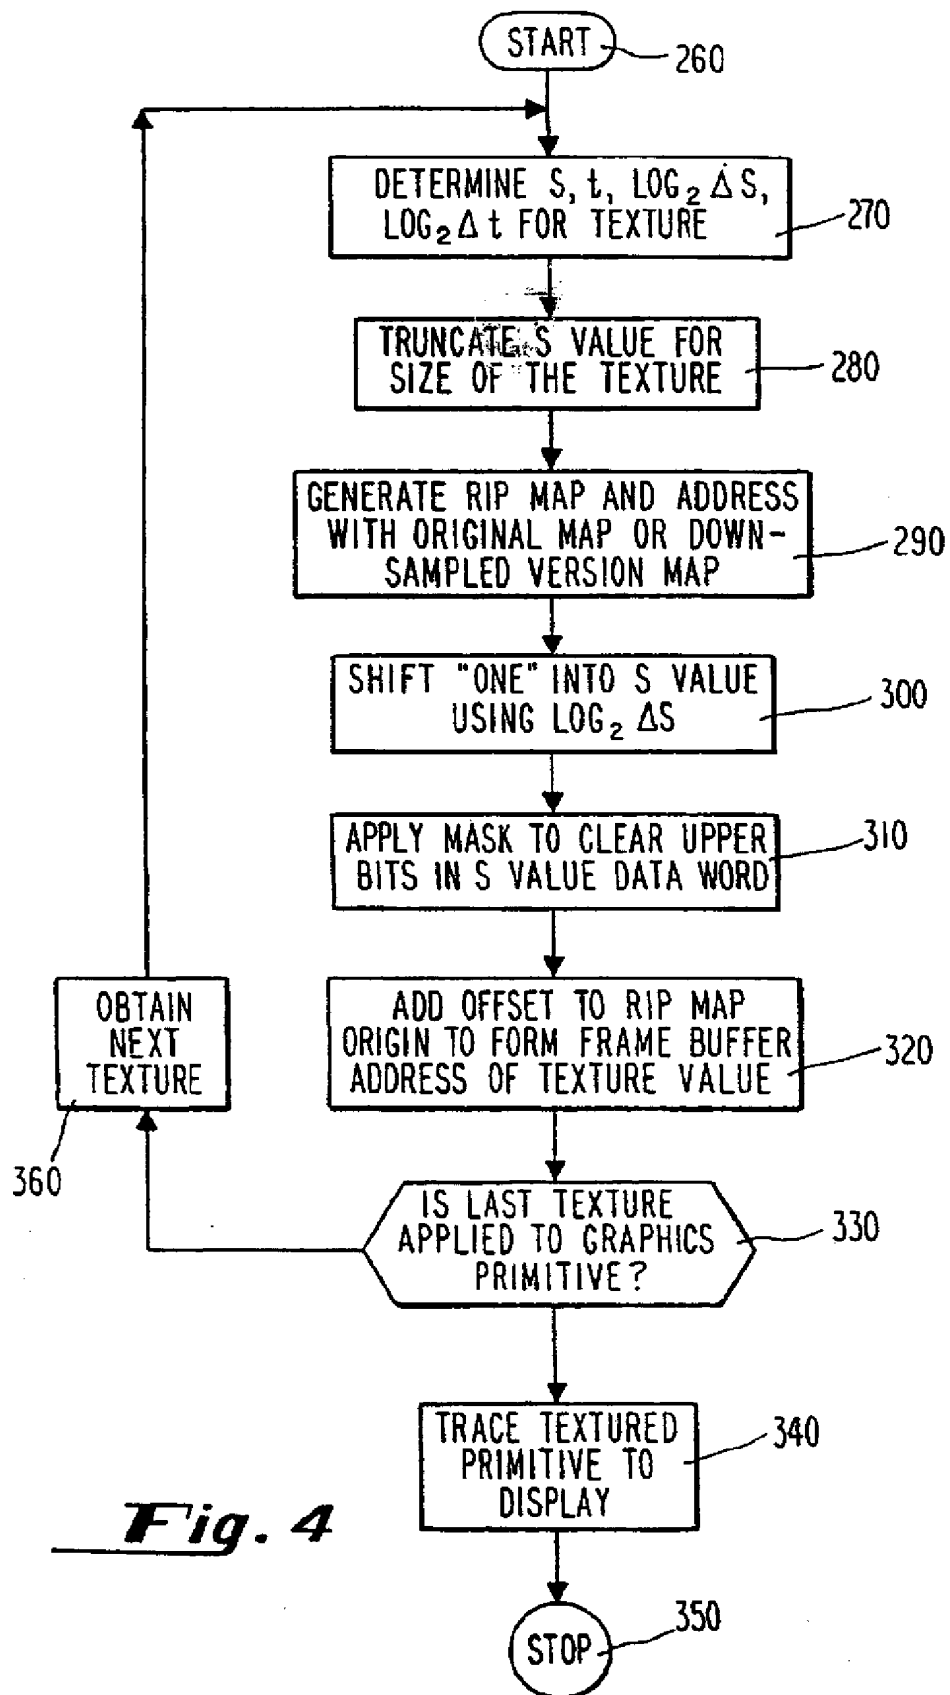 START
260
DETERMINE S, t, LOG₂ ΔS,
LOG₂ Δt FOR TEXTURE
270
TRUNCATE S VALUE FOR
SIZE OF THE TEXTURE
280
GENERATE RIP MAP AND ADDRESS
WITH ORIGINAL MAP OR DOWN-
SAMPLED VERSION MAP
290
SHIFT "ONE" INTO S VALUE
USING LOG₂ ΔS
300
APPLY MASK TO CLEAR UPPER
BITS IN S VALUE DATA WORD
310
ADD OFFSET TO RIP MAP
ORIGIN TO FORM FRAME BUFFER
ADDRESS OF TEXTURE VALUE
320
OBTAIN
NEXT
TEXTURE
360
IS LAST TEXTURE
APPLIED TO GRAPHICS
PRIMITIVE?
330
TRACE TEXTURED
PRIMITIVE TO
DISPLAY
340
Fig. 4
STOP
350